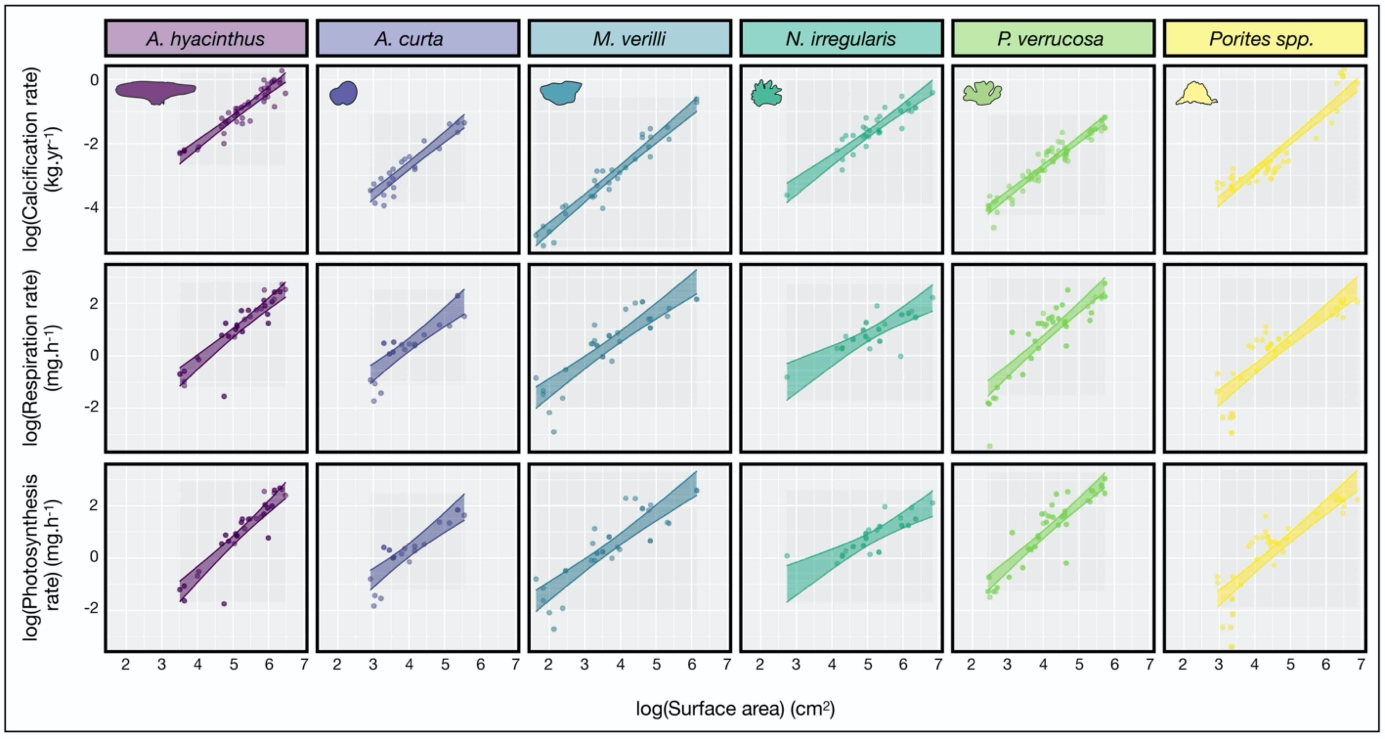 A. hyacinthus A. curta M. verilli N. irregularis P. verrucosa Porites spp.
log(Calcification rate)
(kg.yr⁻¹)
0
-2
-4
log(Respiration rate)
(mg.h⁻¹)
2
0
-2
log(Photosynthesis
rate) (mg.h⁻¹)
2
0
-2
2 3 4 5 6 7 2 3 4 5 6 7 2 3 4 5 6 7 2 3 4 5 6 7 2 3 4 5 6 7 2 3 4 5 6 7
log(Surface area) (cm²)